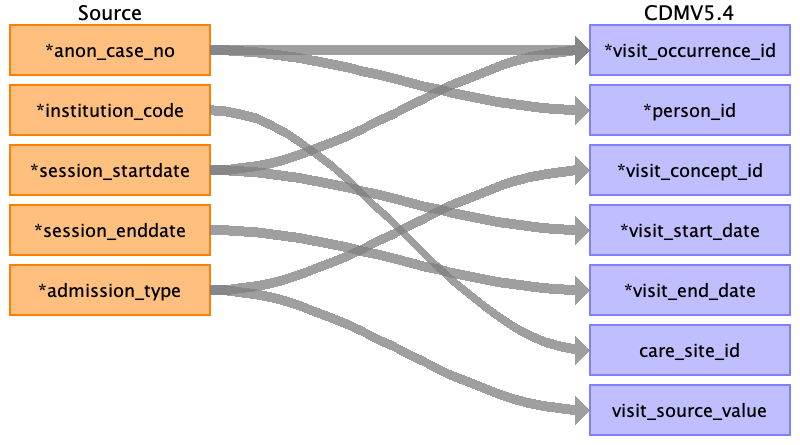 Source
CDMV5.4
*anon_case_no
*visit_occurrence_id
*institution_code
*person_id
*session_startdate
*visit_concept_id
*session_enddate
*visit_start_date
*admission_type
*visit_end_date
care_site_id
visit_source_value